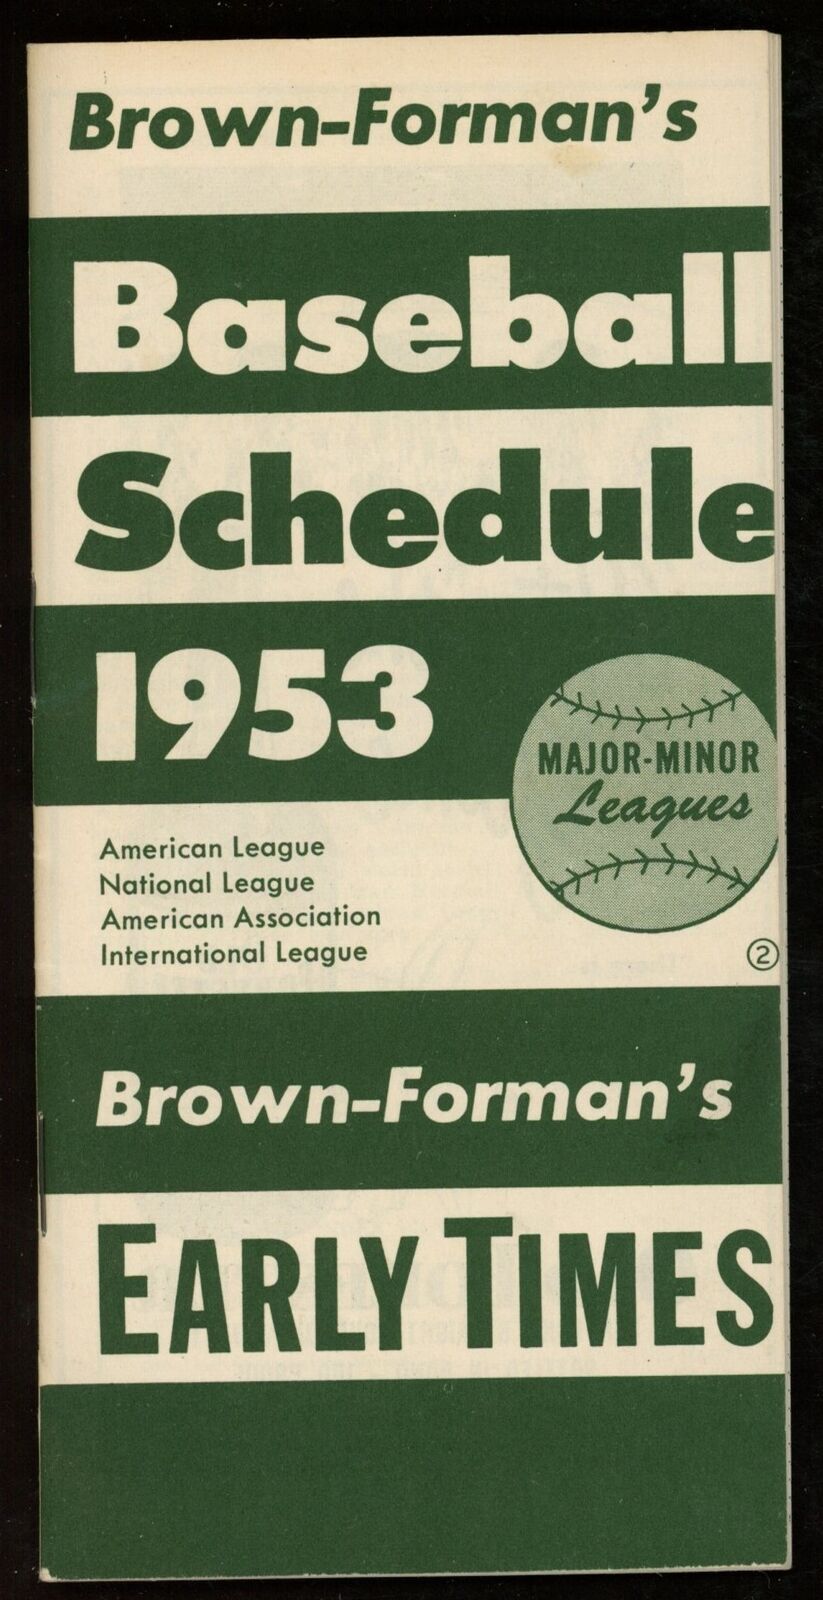 Brown-Forman's
Baseball
Schedule
1953
MAJOR-MINOR
Leagues
American League
National League
American Association
International League
②
Brown-Forman's
EARLY TIMES